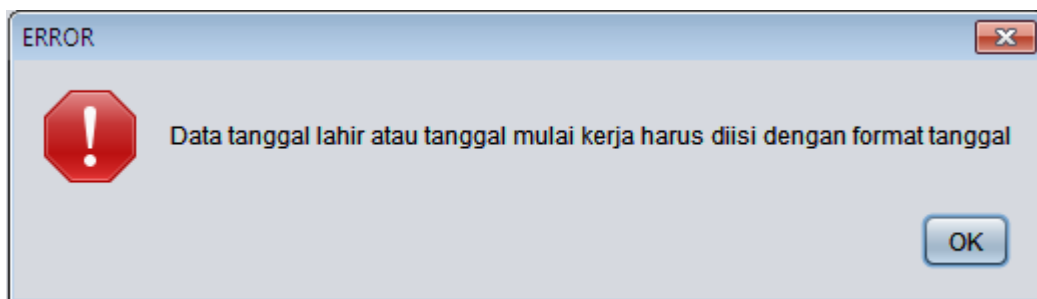 ERROR
Data tanggal lahir atau tanggal mulai kerja harus diisi dengan format tanggal
OK